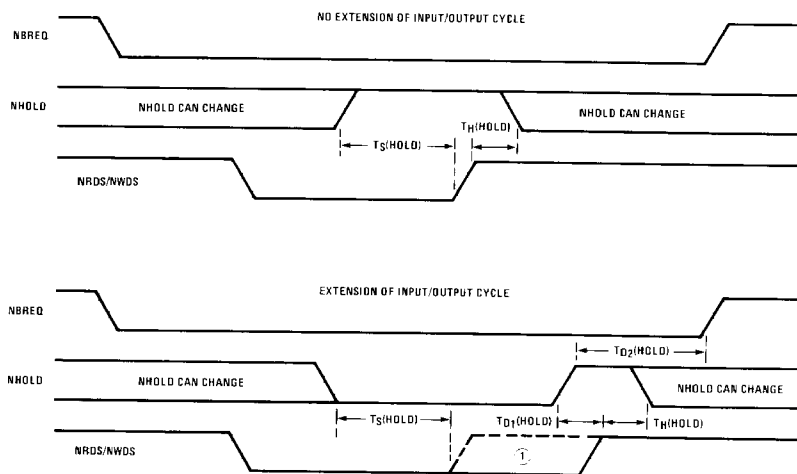 NO EXTENSION OF INPUT/OUTPUT CYCLE
NBREQ
NHOLD
NHOLD CAN CHANGE
NHOLD CAN CHANGE
TS(HOLD)
TH(HOLD)
NRDS/NWDS
EXTENSION OF INPUT/OUTPUT CYCLE
NBREQ
TD2(HOLD)
NHOLD
NHOLD CAN CHANGE
NHOLD CAN CHANGE
TS(HOLD)
TD1(HOLD)
TH(HOLD)
NRDS/NWDS
1